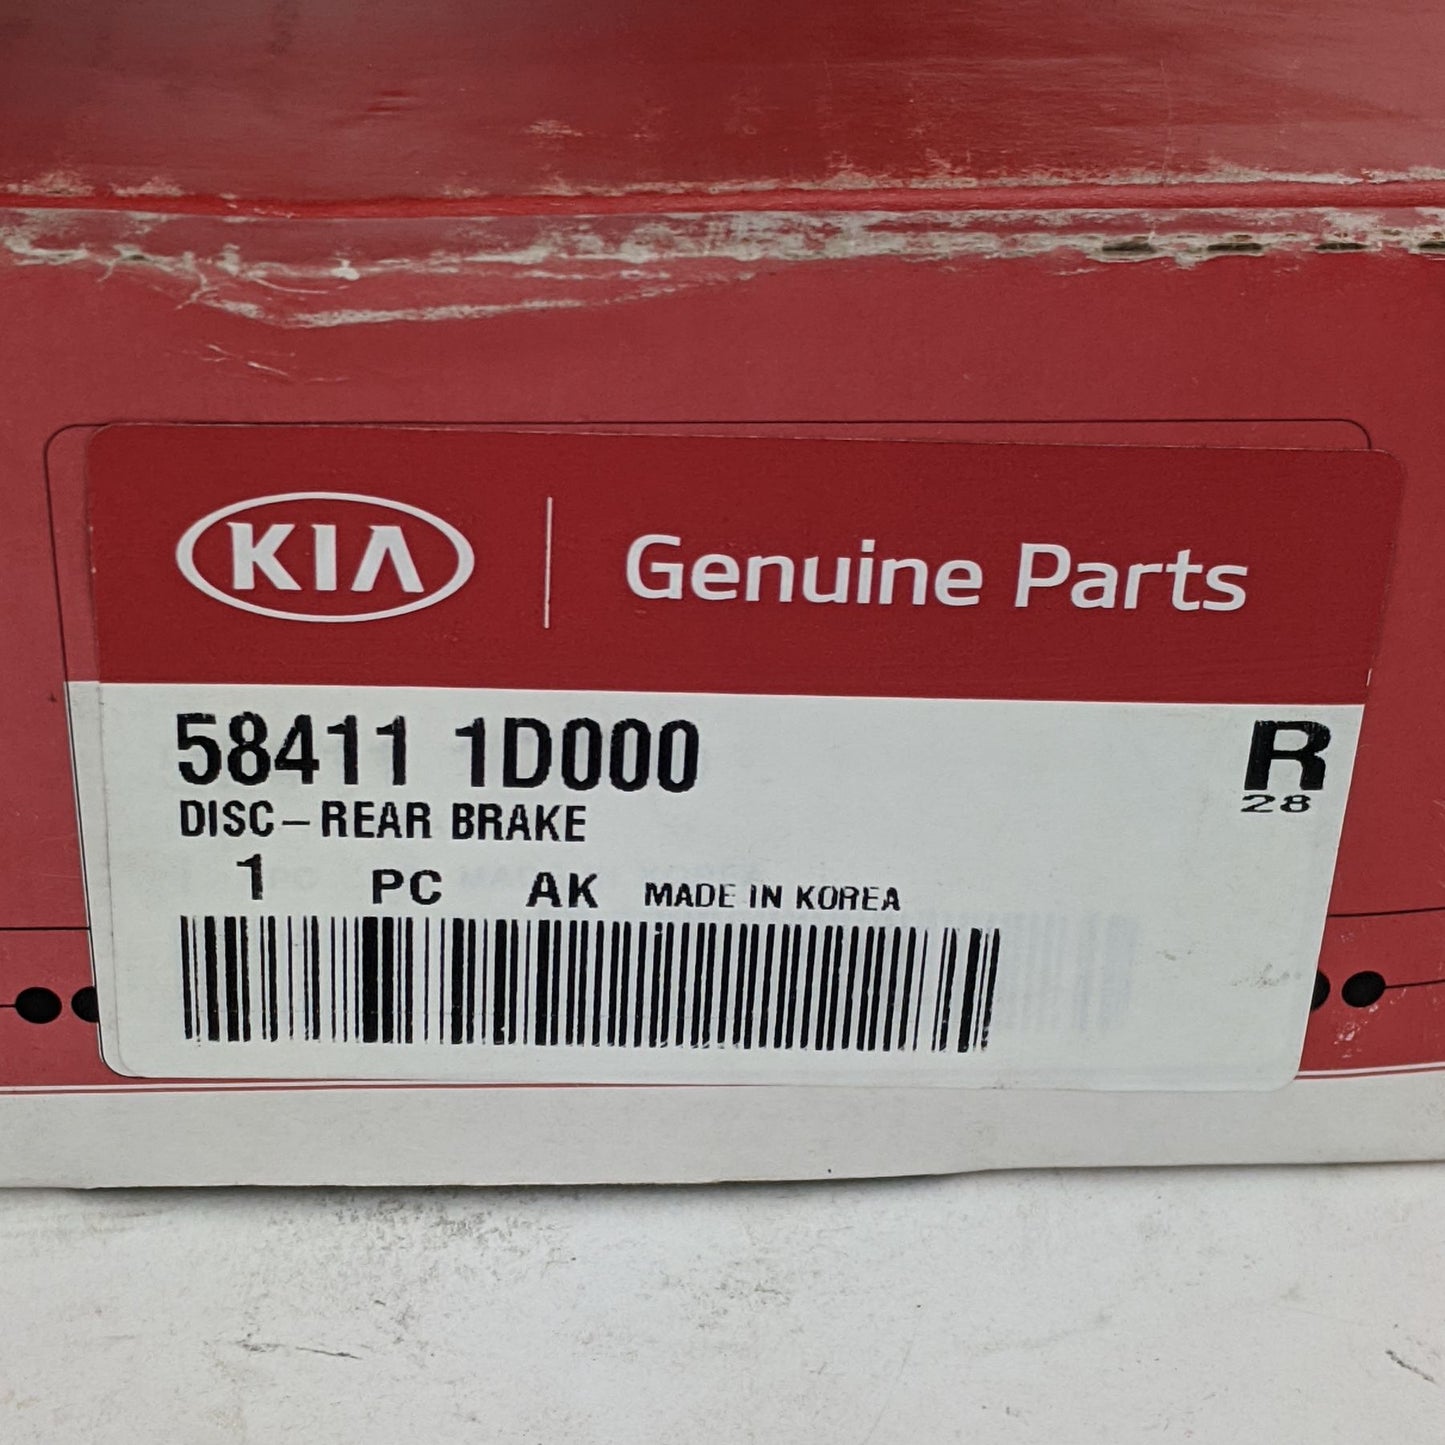 KIA Genuine Parts
58411 1D000 R
DISC-REAR BRAKE 28
1 PC AK MADE IN KOREA